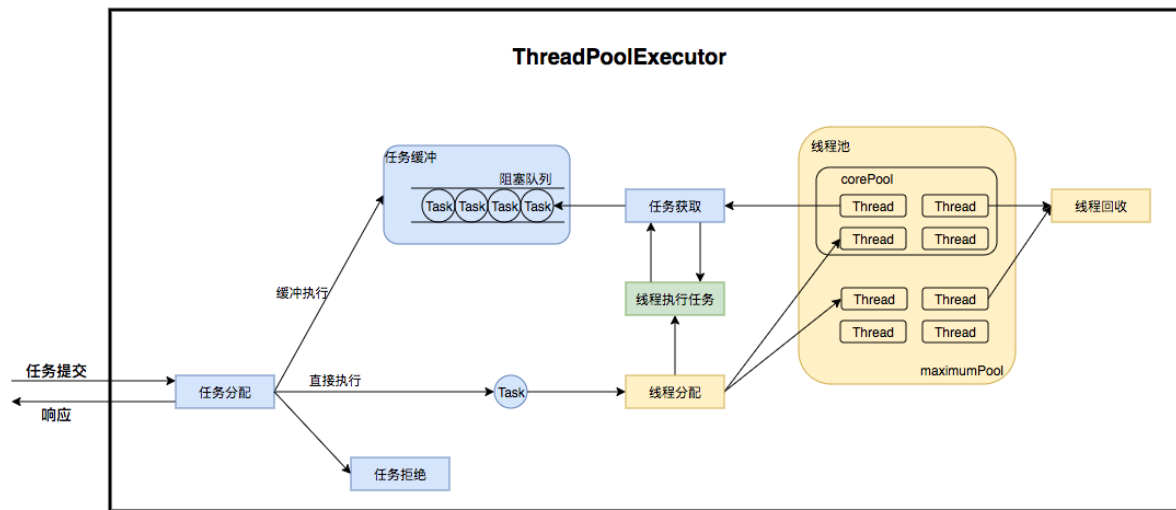 ThreadPoolExecutor
任务缓冲
阻塞队列
Task Task Task Task
任务获取
线程池
corePool
Thread Thread
Thread Thread
线程回收
缓冲执行
线程执行任务
Thread Thread
Thread Thread
maximumPool
任务提交
响应
任务分配
直接执行
Task
线程分配
任务拒绝